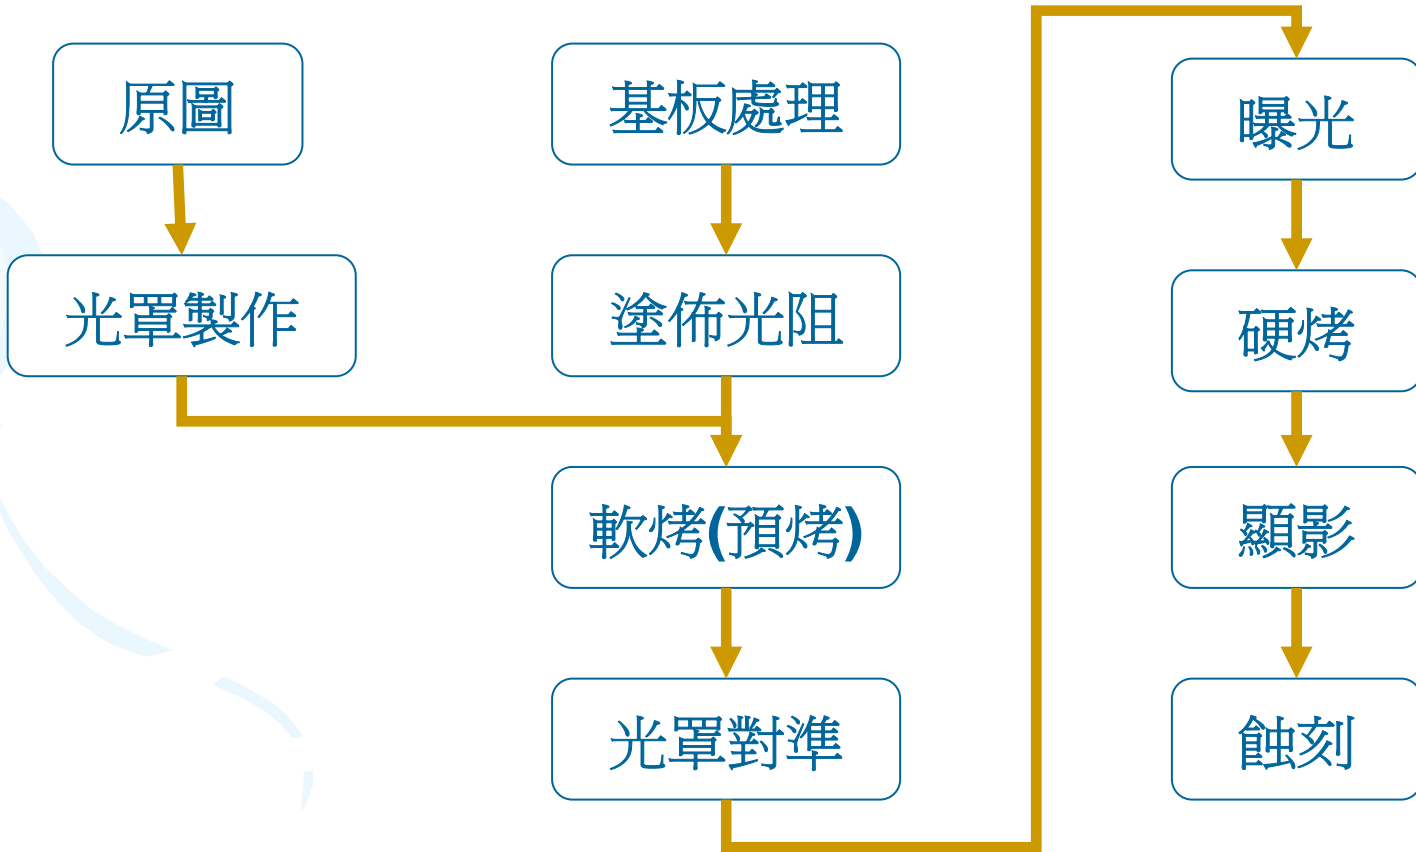 原圖
光罩製作
基板處理
塗佈光阻
軟烤(預烤)
光罩對準
曝光
硬烤
顯影
蝕刻